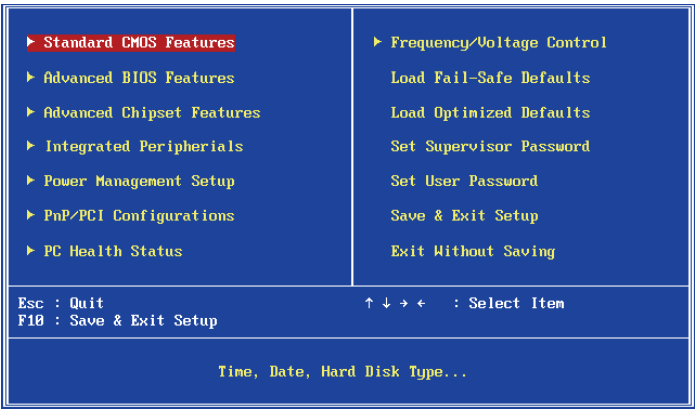 Standard CMOS Features
Advanced BIOS Features
Advanced Chipset Features
Integrated Peripherials
Power Management Setup
PnP/PCI Configurations
PC Health Status
Frequency/Voltage Control
Load Fail-Safe Defaults
Load Optimized Defaults
Set Supervisor Password
Set User Password
Save & Exit Setup
Exit Without Saving
Esc : Quit
F10 : Save & Exit Setup
↑ ↓ → ← : Select Item
Time, Date, Hard Disk Type...